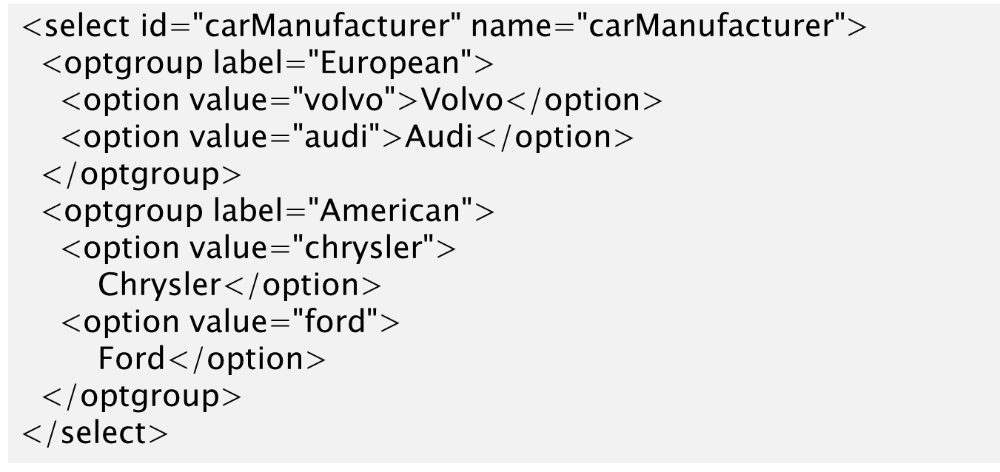 <select id="carManufacturer" name="carManufacturer">
<optgroup label="European">
<option value="volvo">Volvo</option>
<option value="audi">Audi</option>
</optgroup>
<optgroup label="American">
<option value="chrysler">
Chrysler</option>
<option value="ford">
Ford</option>
</optgroup>
</select>